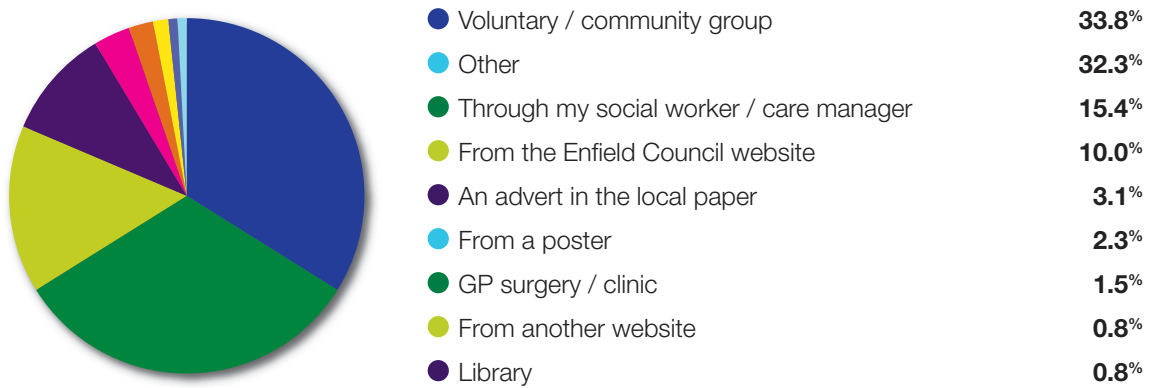 Voluntary / community group 33.8%
Other 32.3%
Through my social worker / care manager 15.4%
From the Enfield Council website 10.0%
An advert in the local paper 3.1%
From a poster 2.3%
GP surgery / clinic 1.5%
From another website 0.8%
Library 0.8%